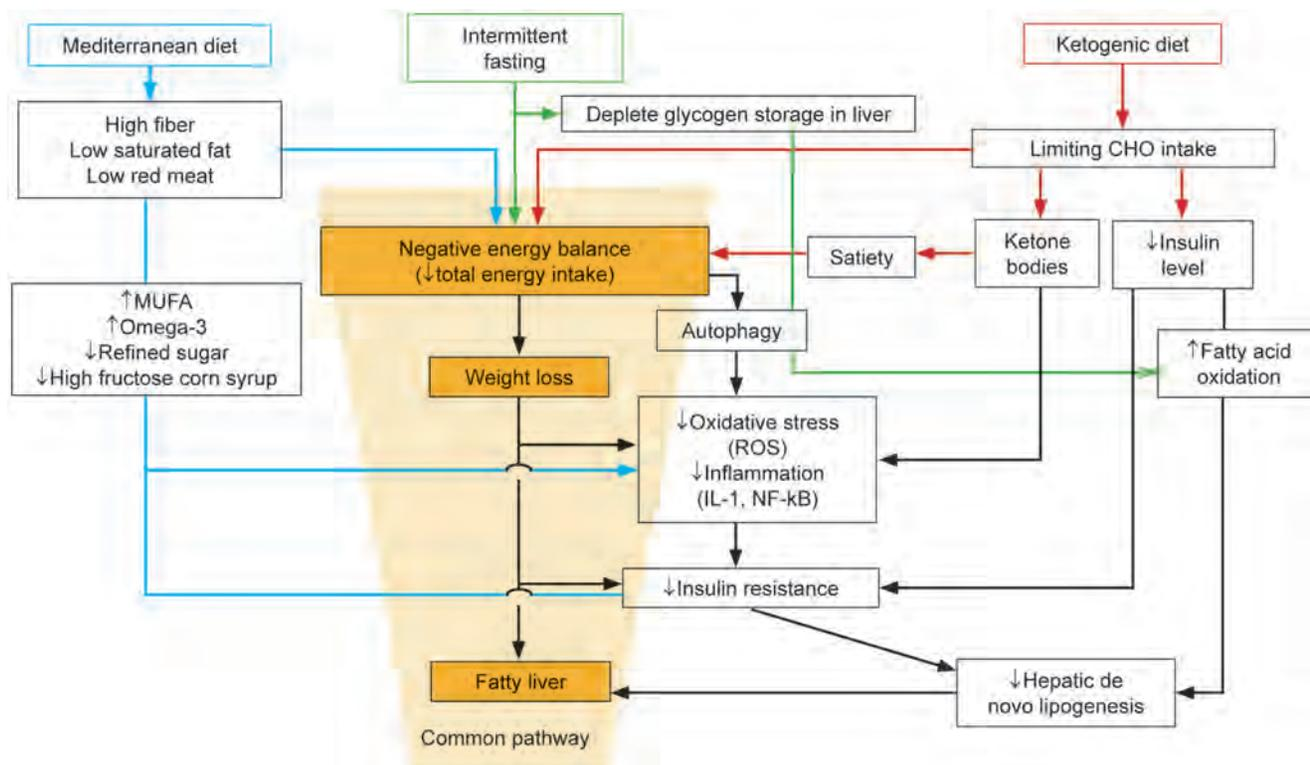 Mediterranean diet
Intermittent
fasting
Ketogenic diet
High fiber
Low saturated fat
Low red meat
Deplete glycogen storage in liver
Limiting CHO intake
Negative energy balance
(↓total energy intake)
Satiety
Ketone
bodies
↓Insulin
level
↑MUFA
↑Omega-3
↓Refined sugar
↓High fructose corn syrup
Autophagy
↑Fatty acid
oxidation
Weight loss
↓Oxidative stress
(ROS)
↓Inflammation
(IL-1, NF-kB)
↓Insulin resistance
Fatty liver
↓Hepatic de
novo lipogenesis
Common pathway